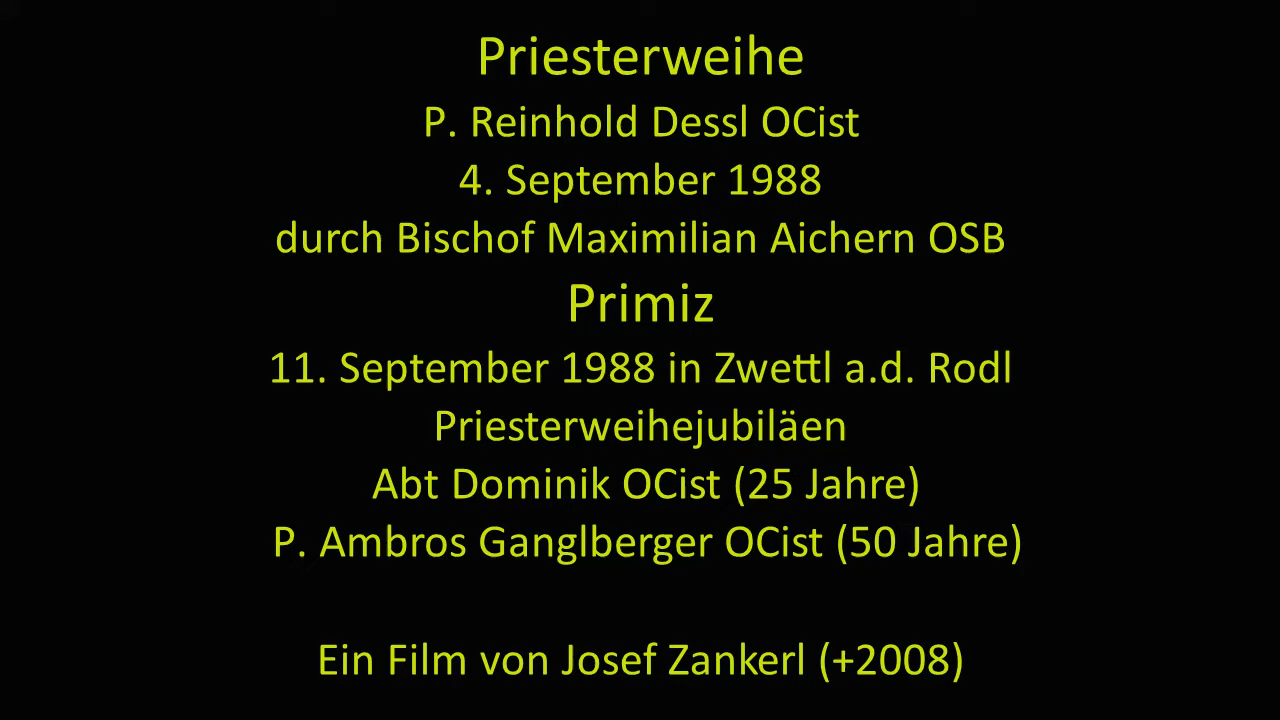 Priesterweihe
P. Reinhold Dessl OCist
4. September 1988
durch Bischof Maximilian Aichern OSB
Primiz
11. September 1988 in Zwettl a.d. Rodl
Priesterweihejubiläen
Abt Dominik OCist (25 Jahre)
P. Ambros Ganglberger OCist (50 Jahre)
Ein Film von Josef Zankerl (+2008)